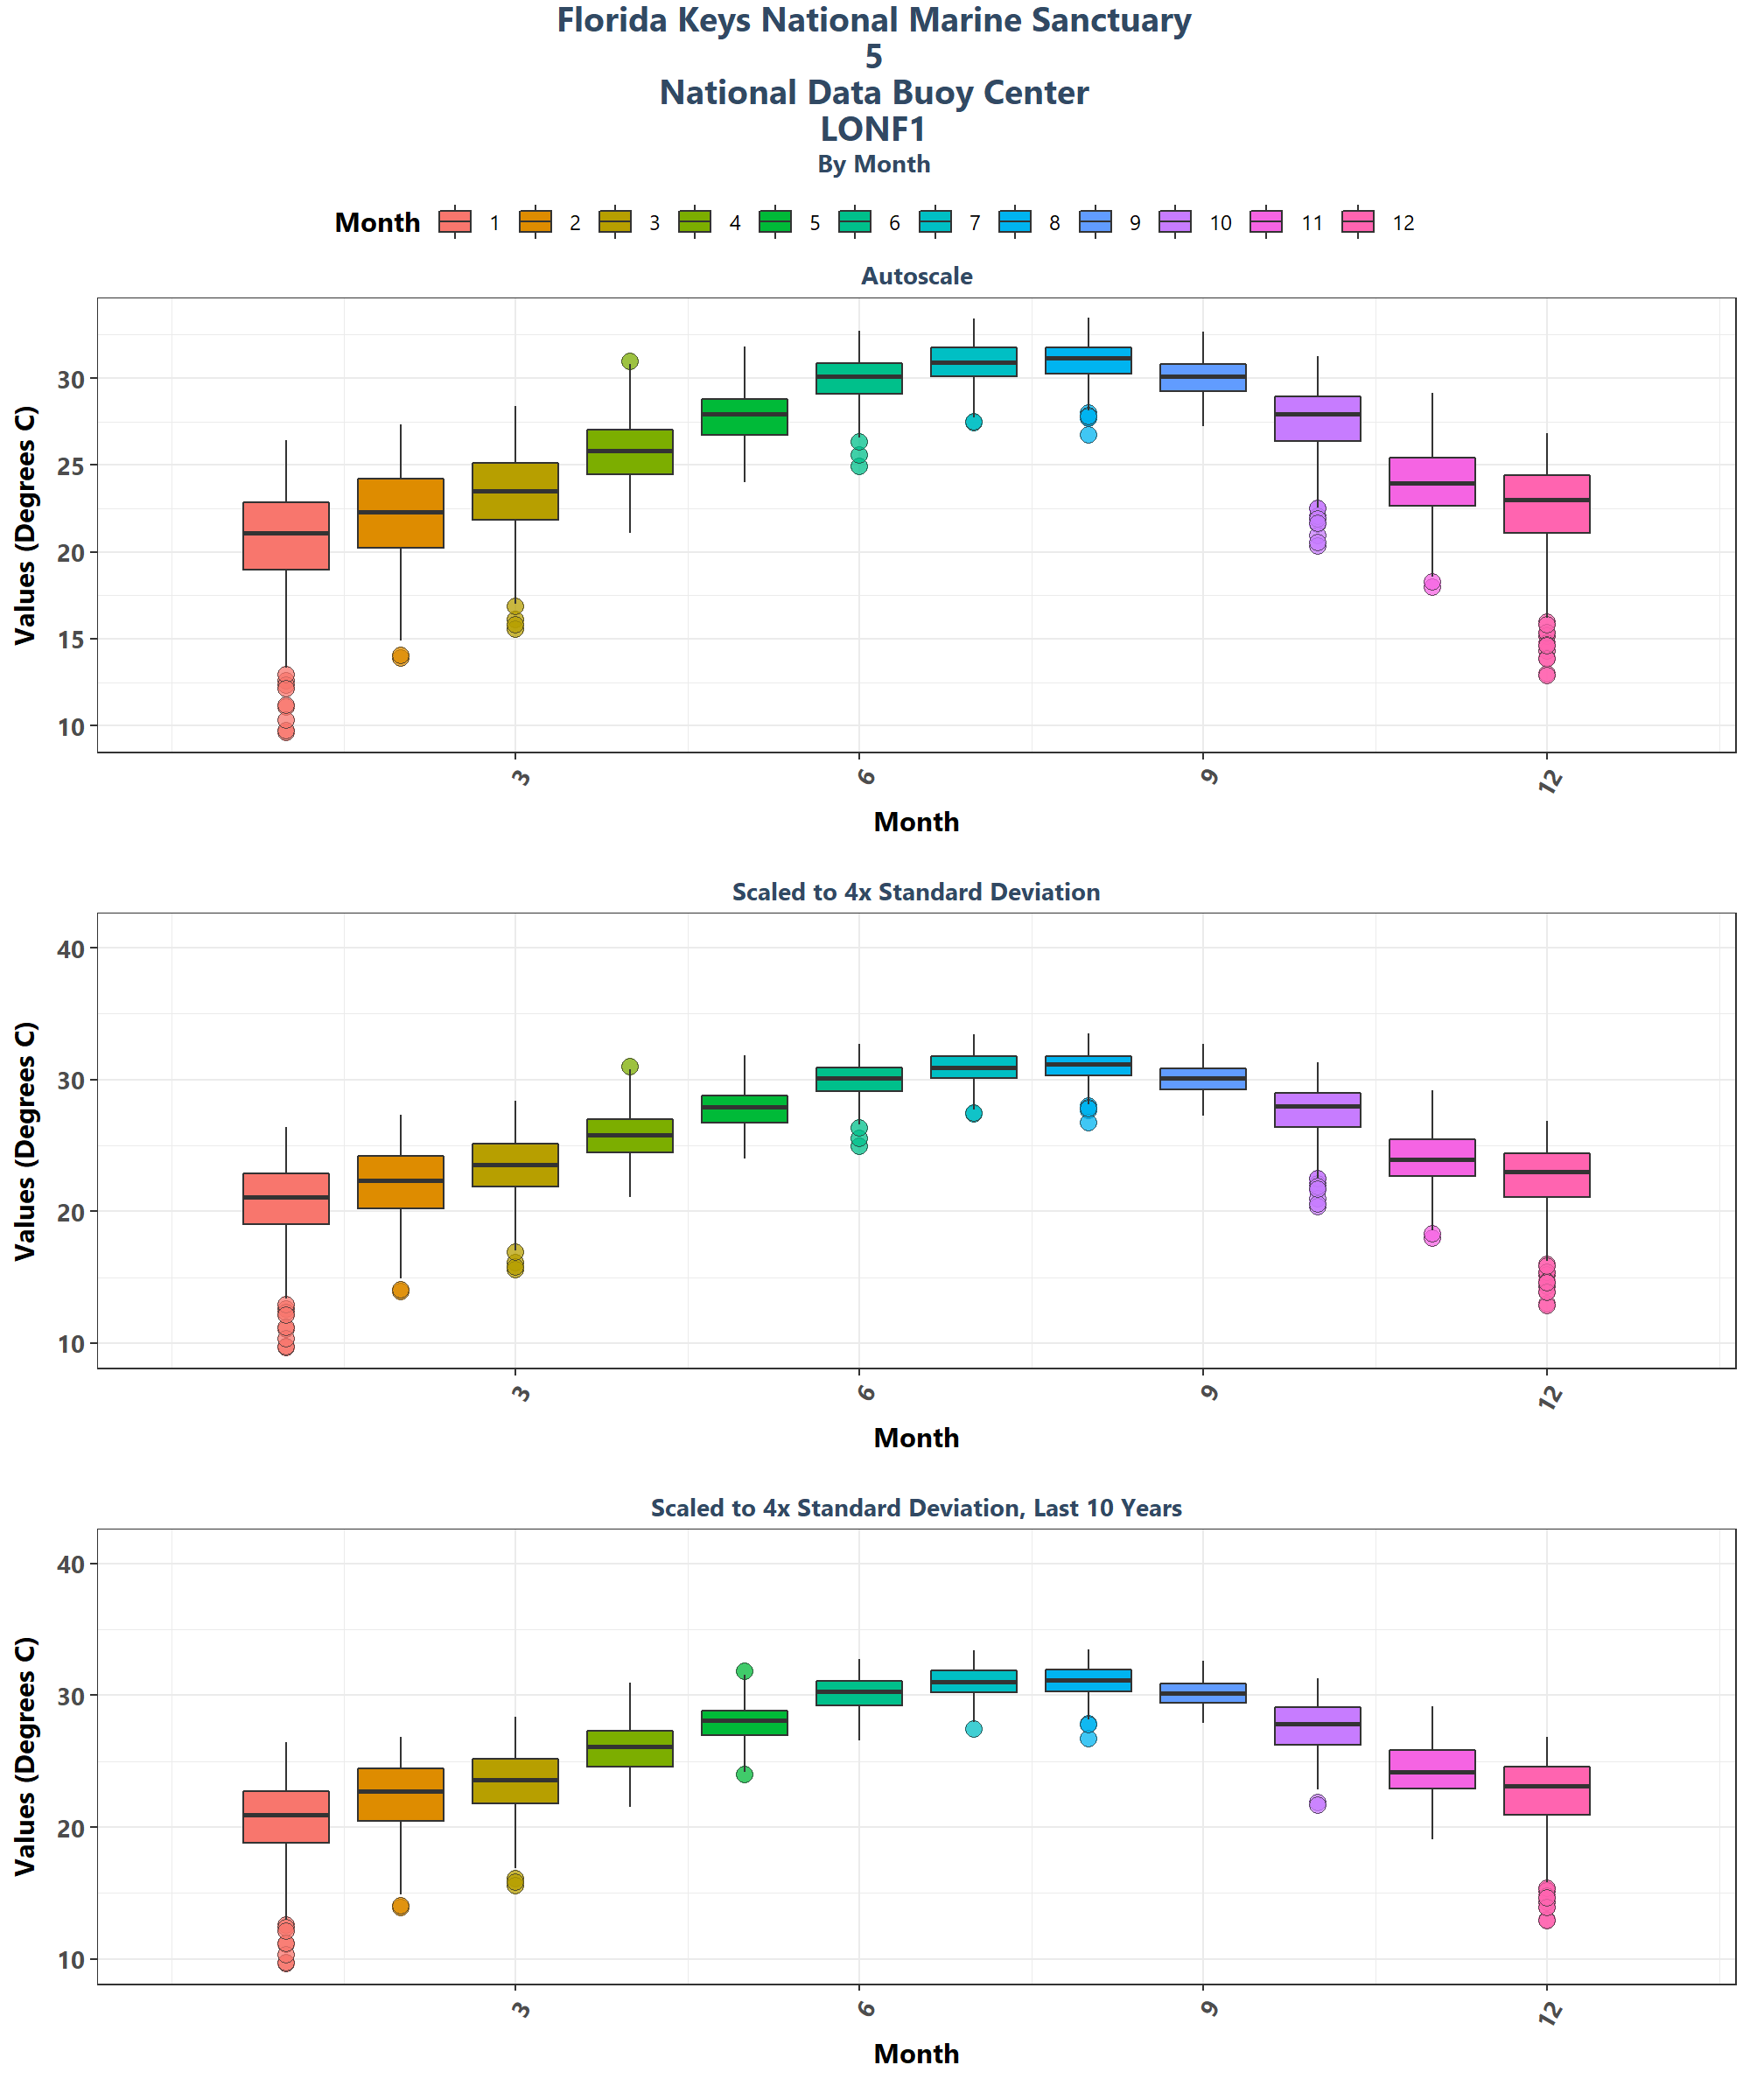 Florida Keys National Marine Sanctuary
5
National Data Buoy Center
LONF1
By Month
Month 1 2 3 4 5 6 7 8 9 10 11 12
Autoscale
Values (Degrees C)
30
25
20
15
10
3 6 9 12
Month
Scaled to 4x Standard Deviation
Values (Degrees C)
40
30
20
10
3 6 9 12
Month
Scaled to 4x Standard Deviation, Last 10 Years
Values (Degrees C)
40
30
20
10
3 6 9 12
Month